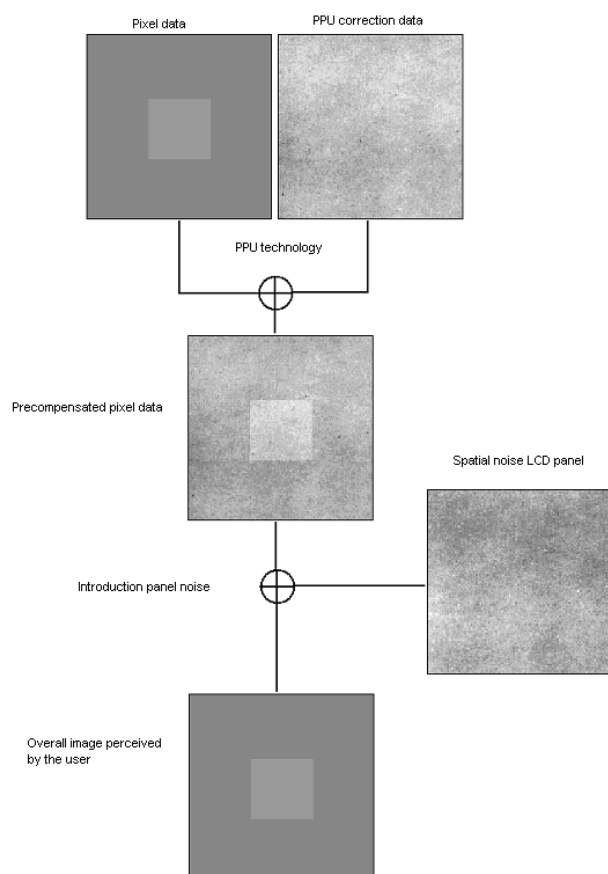 Pixel data
PPU correction data
PPU technology
Precompensated pixel data
Spatial noise LCD panel
Introduction panel noise
Overall image perceived
by the user